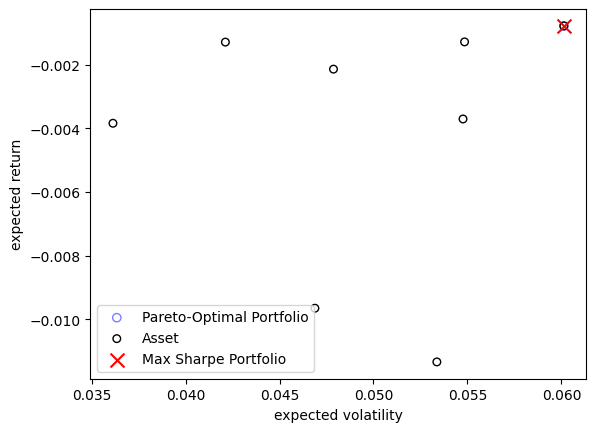 −0.002
−0.004
−0.006
−0.008
−0.010
expected return
Pareto-Optimal Portfolio
Asset
Max Sharpe Portfolio
0.035 0.040 0.045 0.050 0.055 0.060
expected volatility